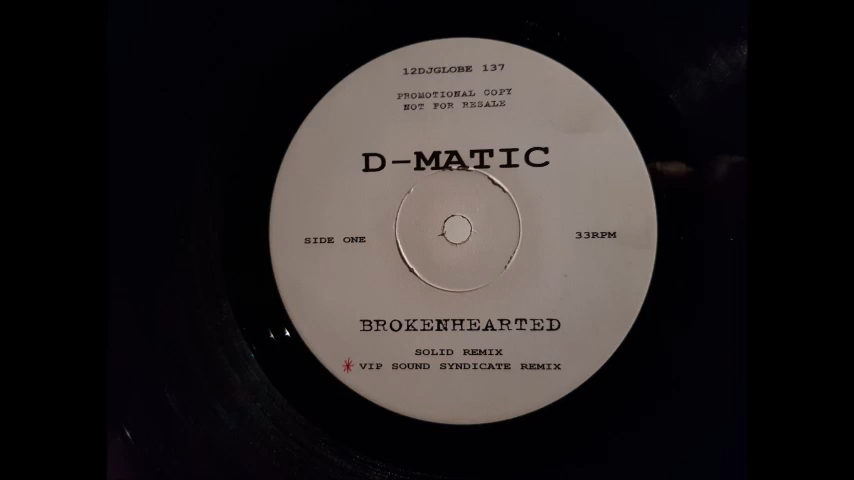 12DJGLOBE 137
PROMOTIONAL COPY
NOT FOR RESALE
D-MATIC
SIDE ONE
33RPM
BROKENHEARTED
SOLID REMIX
* VIP SOUND SYNDICATE REMIX